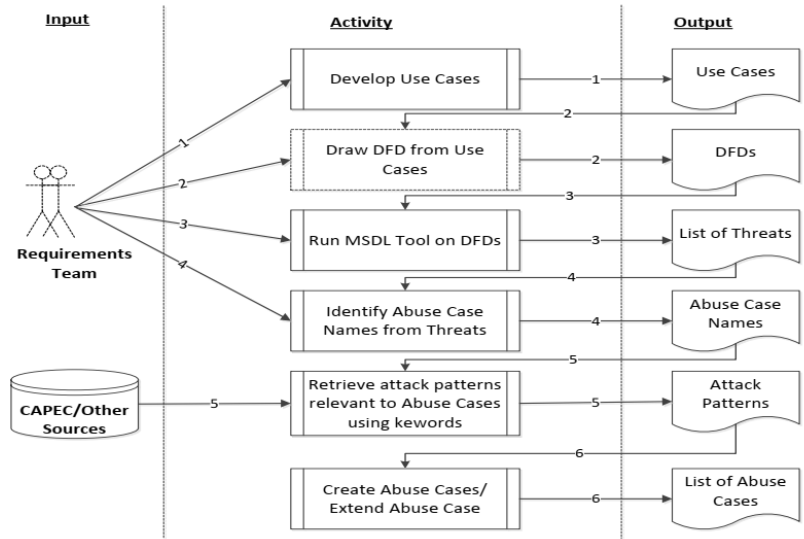 Input
Activity
Output
Develop Use Cases
1
Use Cases
1
2
Draw DFD from Use
Cases
2
DFDs
2
3
Requirements
Team
3
Run MSDL Tool on DFDs
3
List of Threats
4
4
Identify Abuse Case
Names from Threats
4
Abuse Case
Names
5
CAPEC/Other
Sources
5
Retrieve attack patterns
relevant to Abuse Cases
using kewords
5
Attack
Patterns
6
Create Abuse Cases/
Extend Abuse Case
6
List of Abuse
Cases